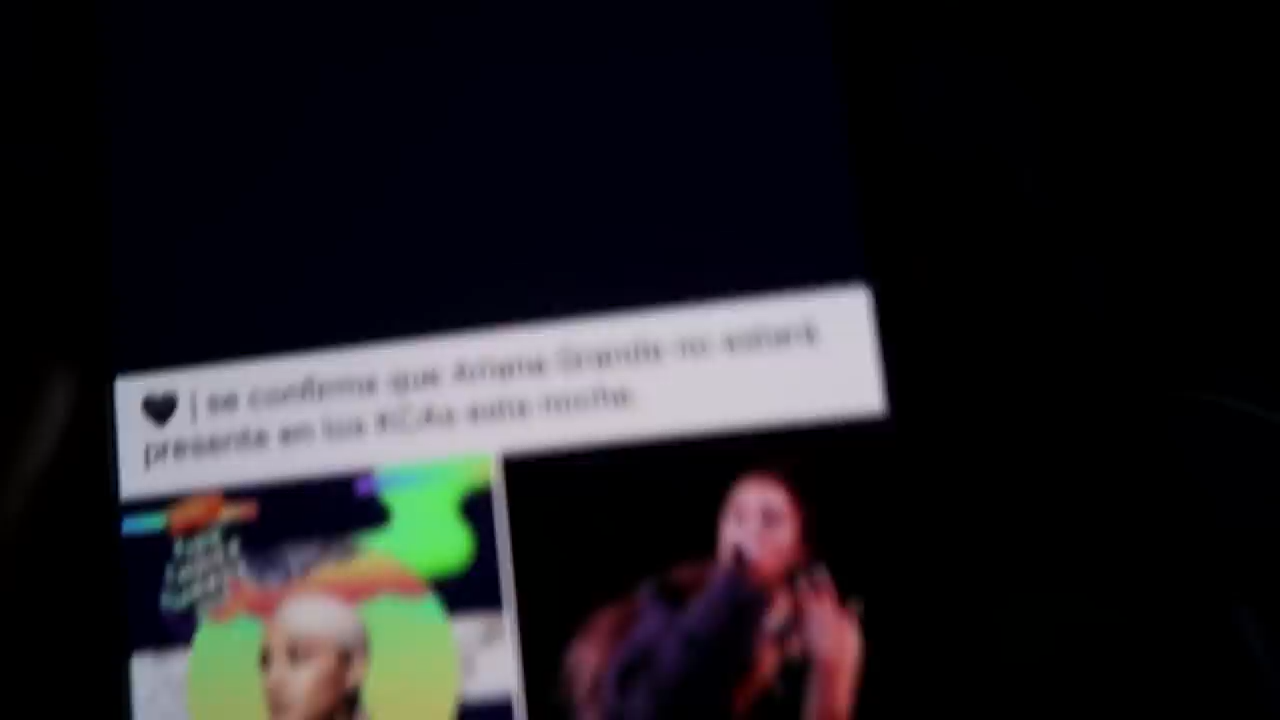 🖤 | se confirma que Ariana Grande no estará
presente en los KCAs esta noche.